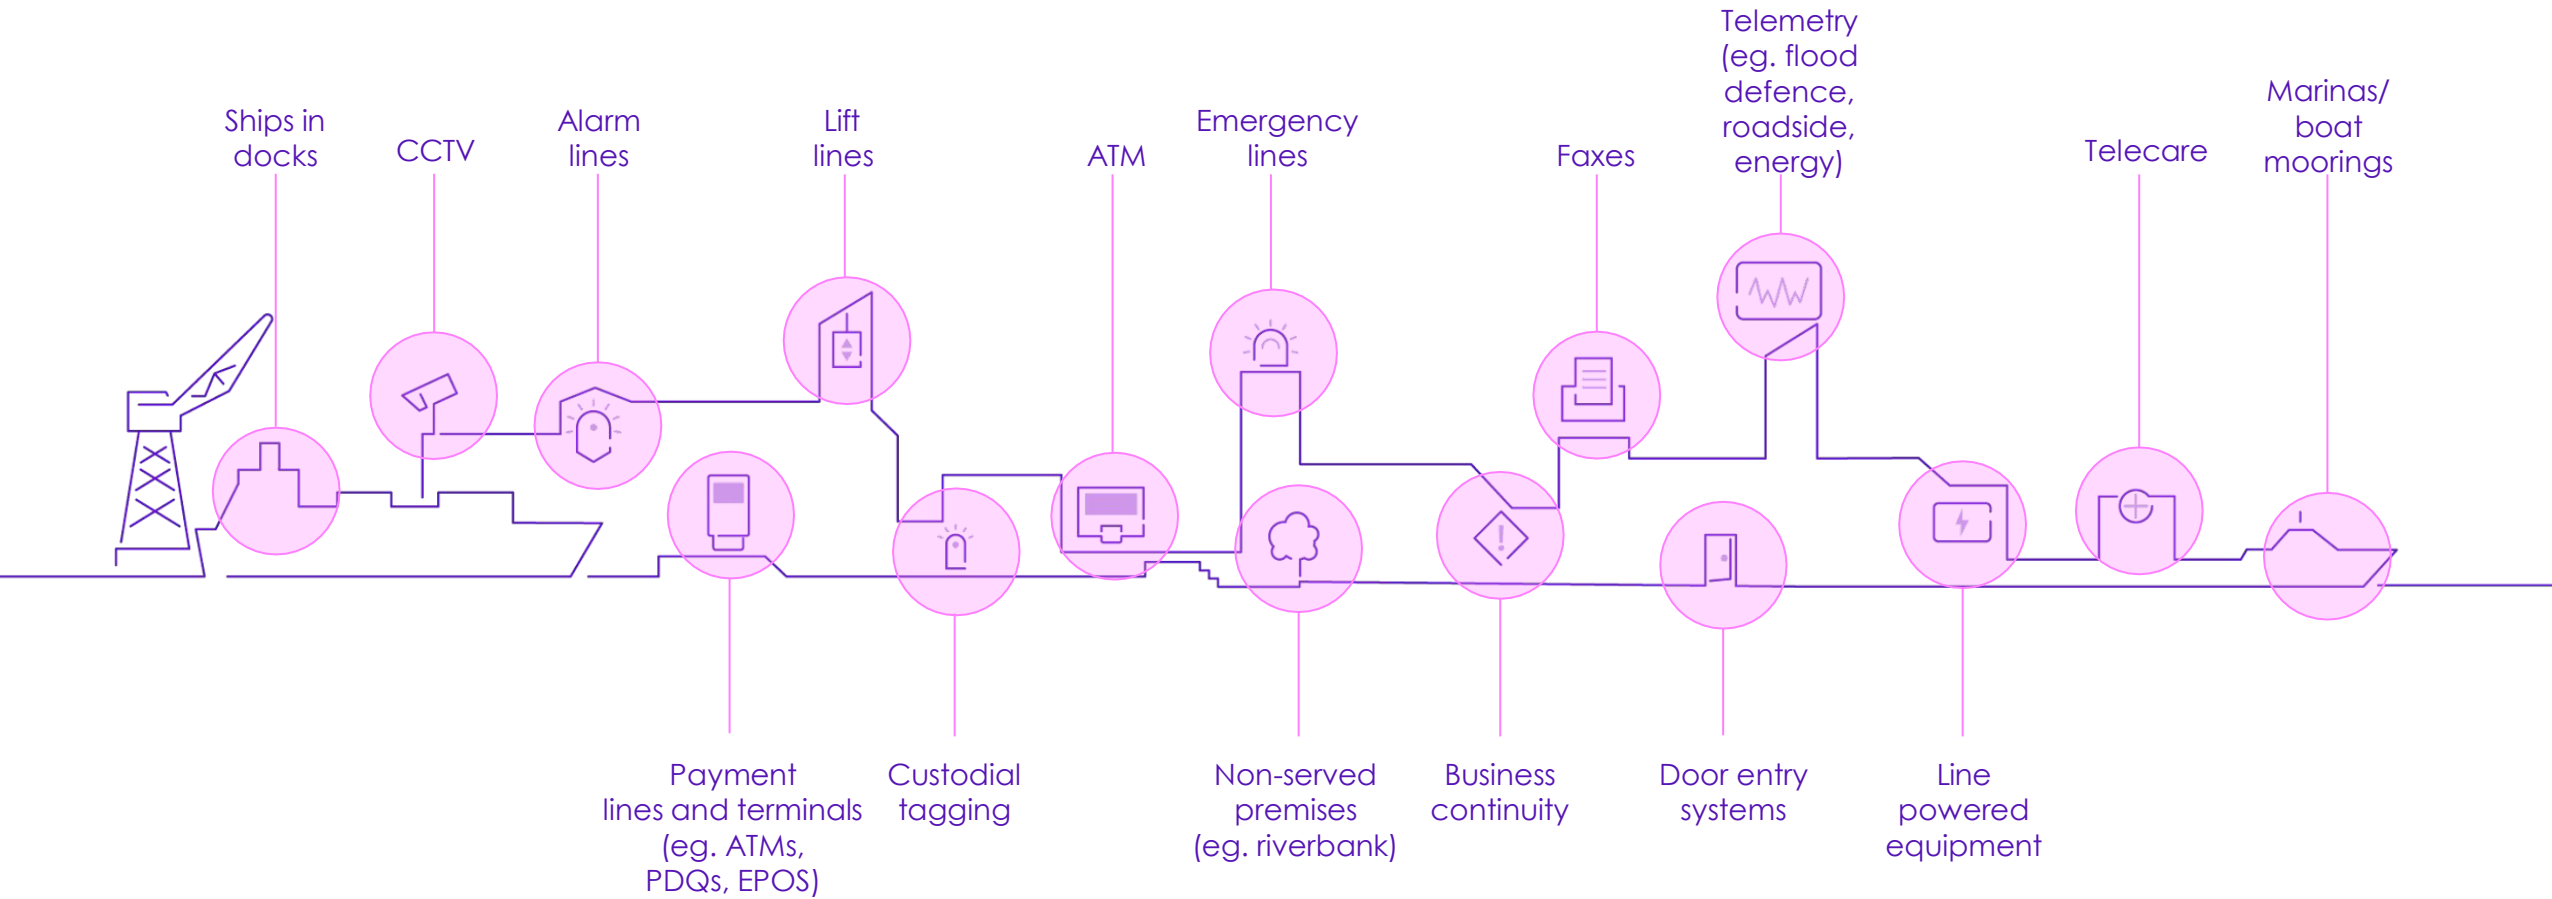 Ships in
docks
CCTV
Alarm
lines
Lift
lines
ATM
Emergency
lines
Faxes
Telemetry
(eg. flood
defence,
roadside,
energy)
Telecare
Marinas/
boat
moorings
Payment
lines and terminals
(eg. ATMs,
PDQs, EPOS)
Custodial
tagging
Non-served
premises
(eg. riverbank)
Business
continuity
Door entry
systems
Line
powered
equipment